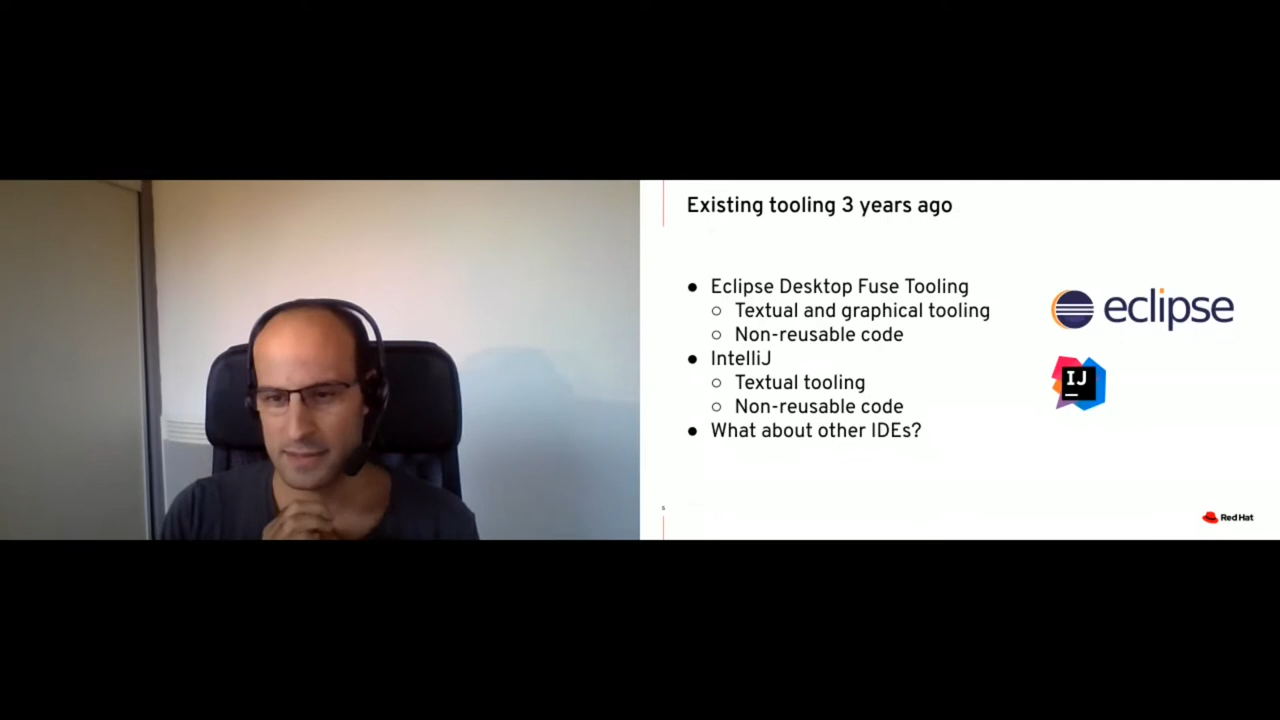 Existing tooling 3 years ago
● Eclipse Desktop Fuse Tooling
○ Textual and graphical tooling
○ Non-reusable code
● IntelliJ
○ Textual tooling
○ Non-reusable code
● What about other IDEs?
eclipse
IJ
Red Hat